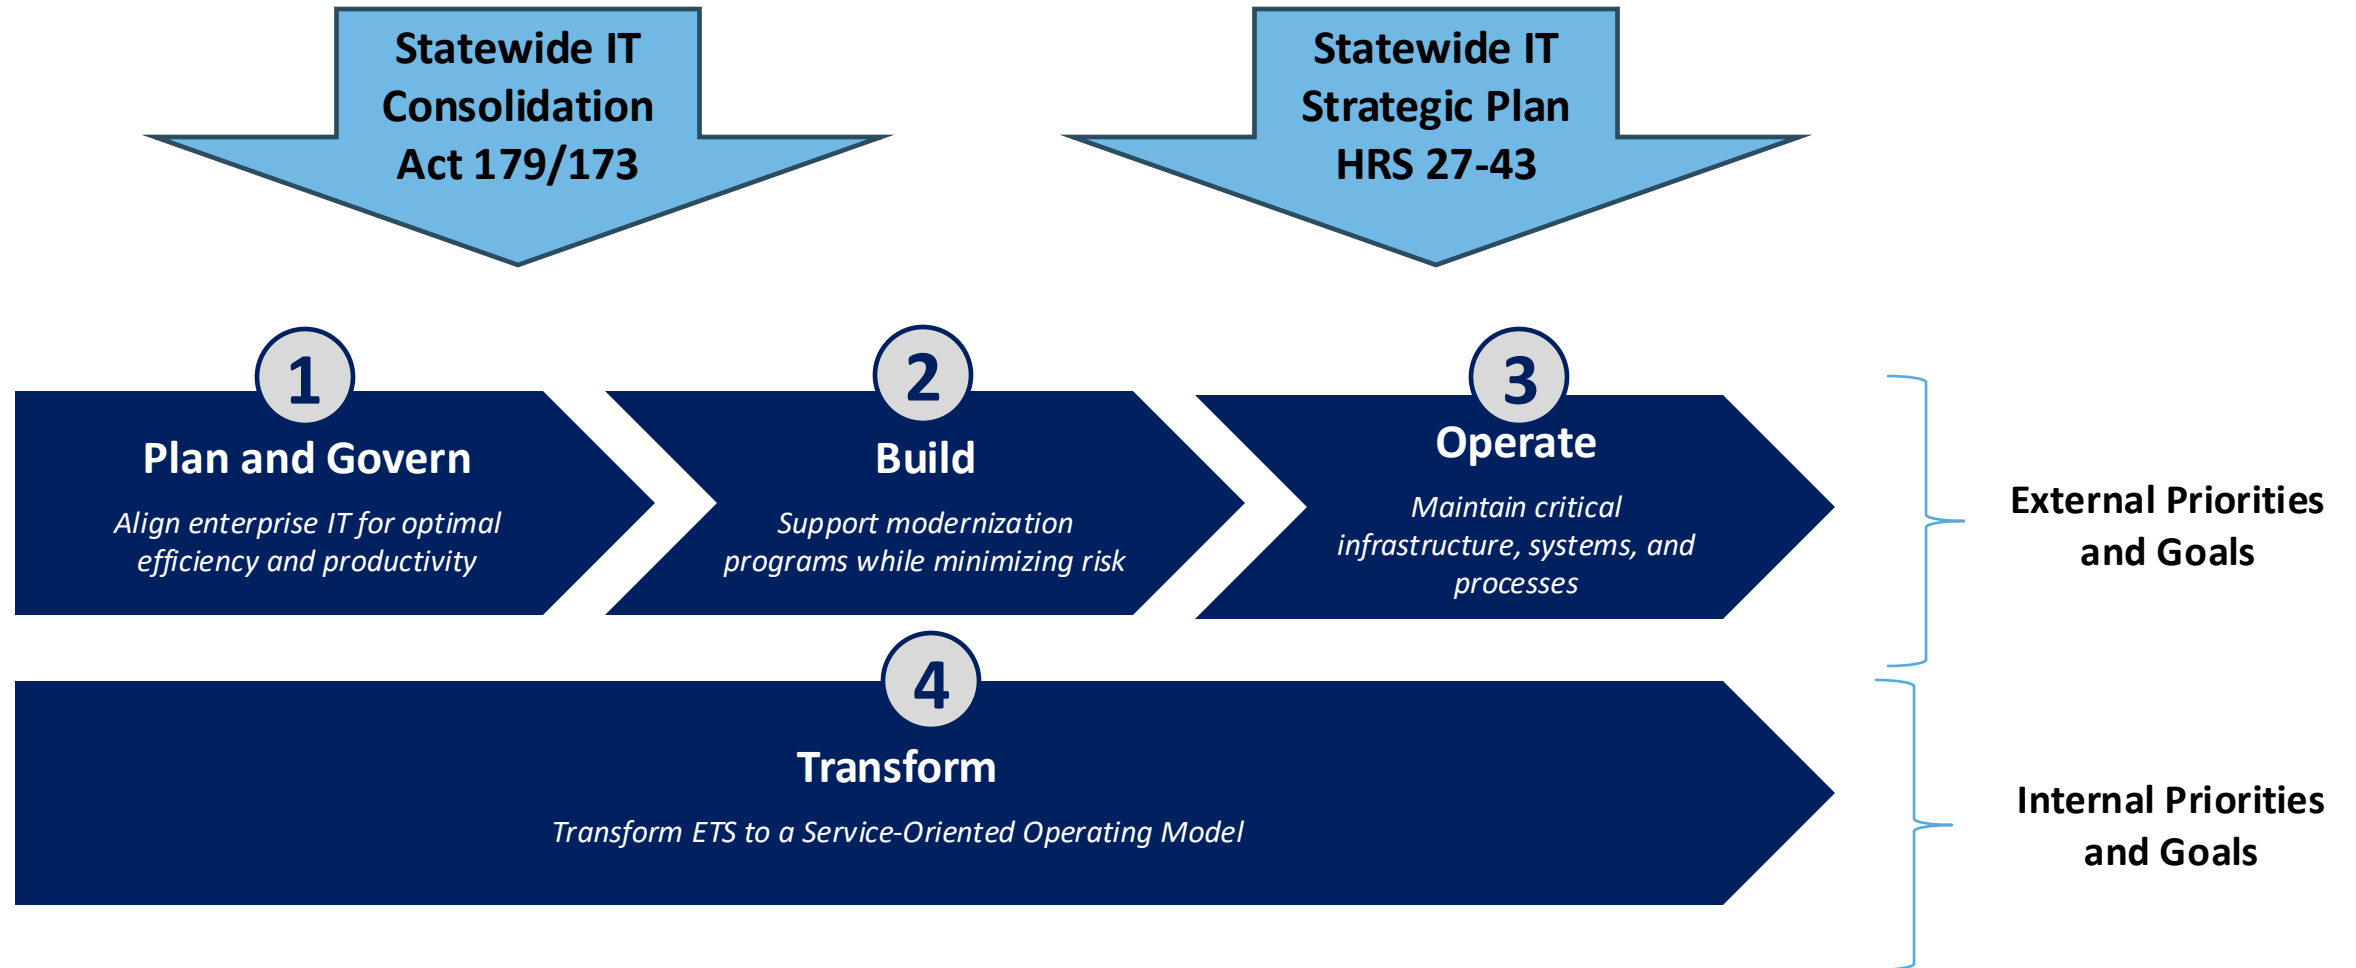 Statewide IT
Consolidation
Act 179/173
Statewide IT
Strategic Plan
HRS 27-43
1
Plan and Govern
Align enterprise IT for optimal
efficiency and productivity
2
Build
Support modernization
programs while minimizing risk
3
Operate
Maintain critical
infrastructure, systems, and
processes
External Priorities
and Goals
4
Transform
Transform ETS to a Service-Oriented Operating Model
Internal Priorities
and Goals